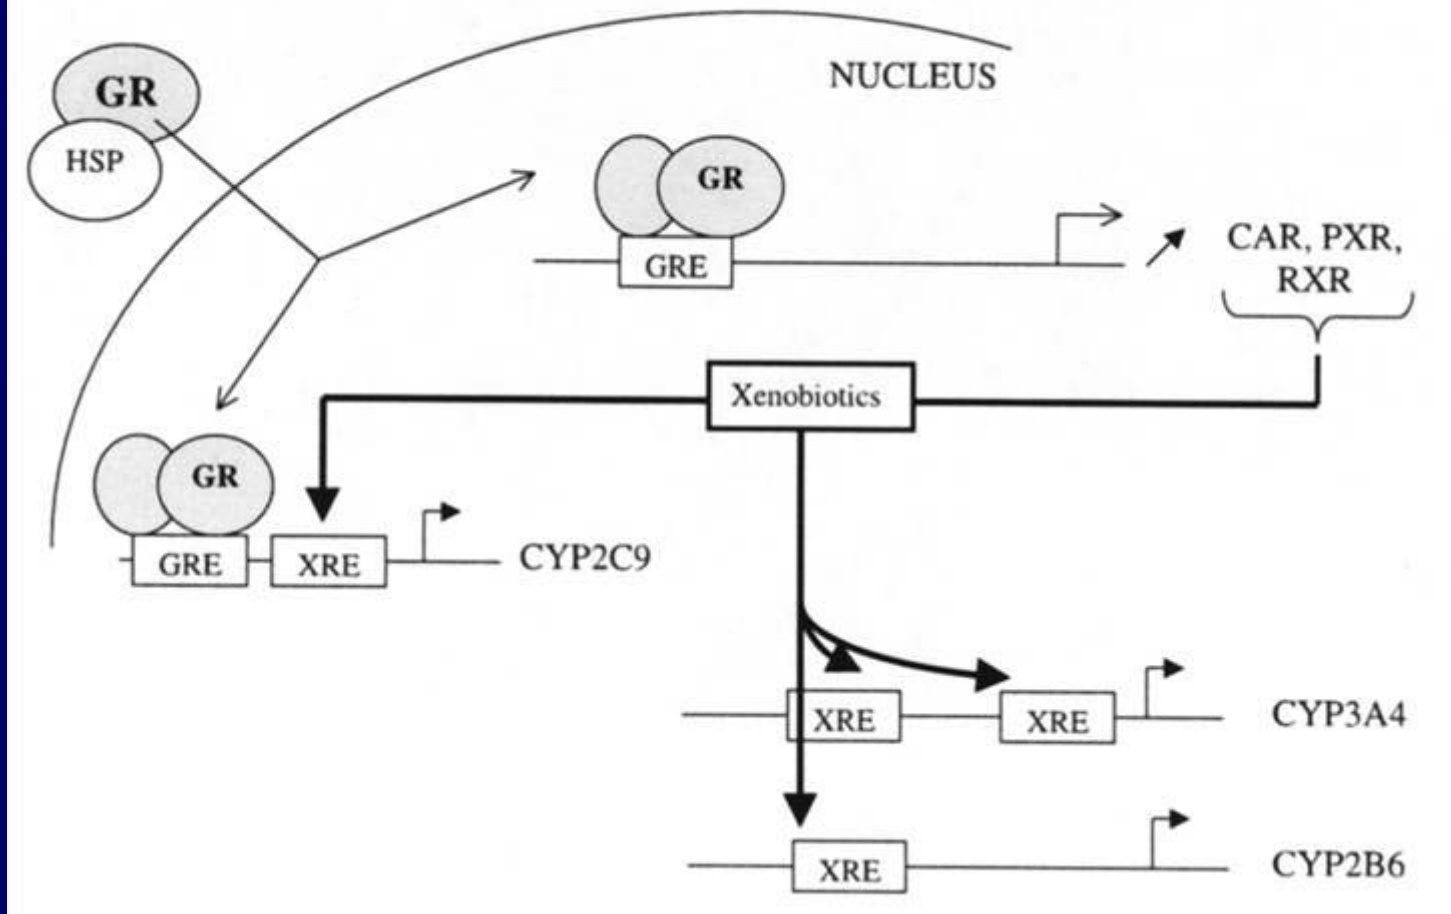 NUCLEUS
GR
HSP
GR
GRE
CAR, PXR,
RXR
Xenobiotics
GR
GRE
XRE
CYP2C9
XRE
XRE
CYP3A4
XRE
CYP2B6